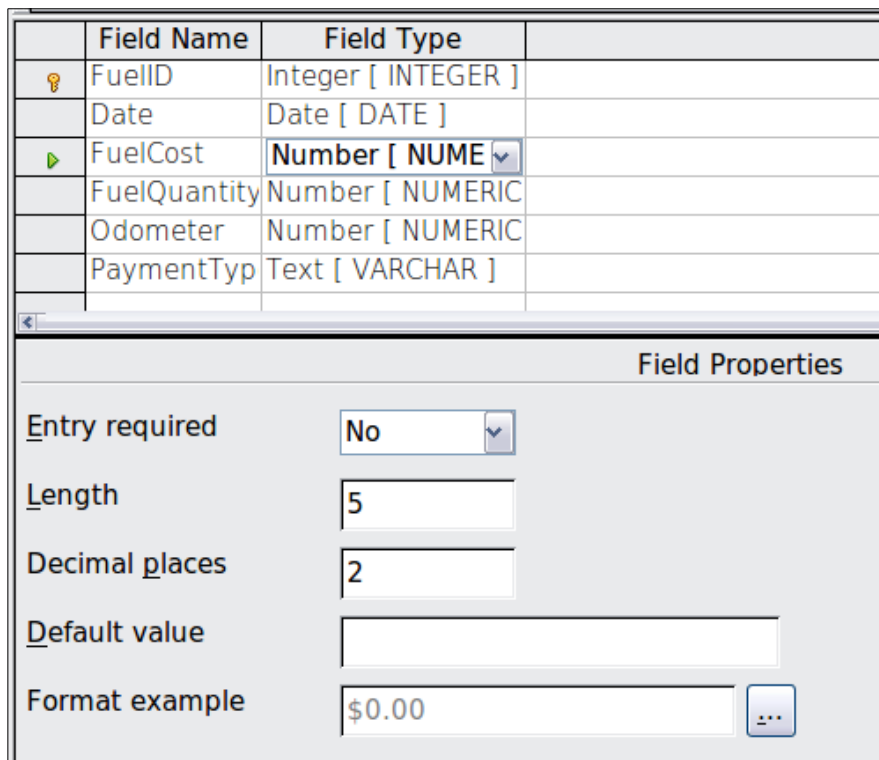 Field Name Field Type
FuelID Integer [ INTEGER ]
Date Date [ DATE ]
FuelCost Number [ NUME
FuelQuantity Number [ NUMERIC
Odometer Number [ NUMERIC
PaymentTyp Text [ VARCHAR ]
Field Properties
Entry required No
Length 5
Decimal places 2
Default value
Format example $0.00 ...